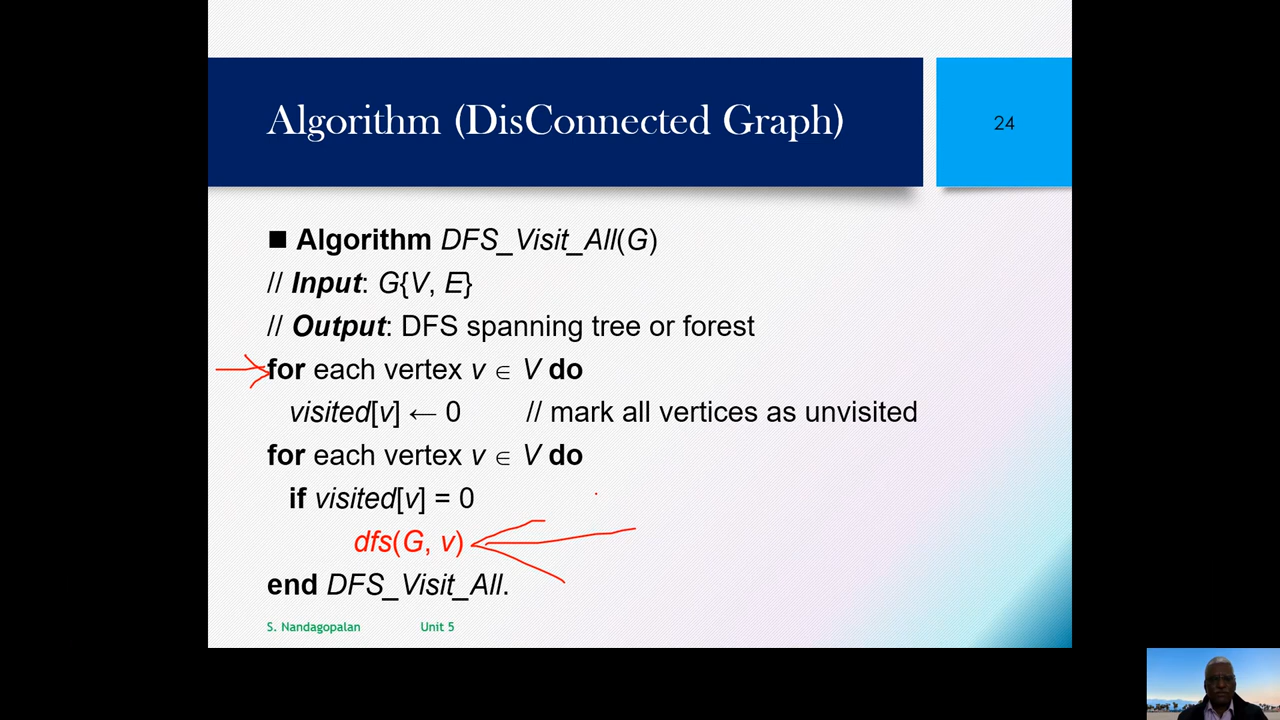 Algorithm (DisConnected Graph)
24
■ Algorithm DFS_Visit_All(G)
// Input: G{V, E}
// Output: DFS spanning tree or forest
for each vertex v ∈ V do
visited[v] ← 0 // mark all vertices as unvisited
for each vertex v ∈ V do
if visited[v] = 0
dfs(G, v)
end DFS_Visit_All.
S. Nandagopalan Unit 5